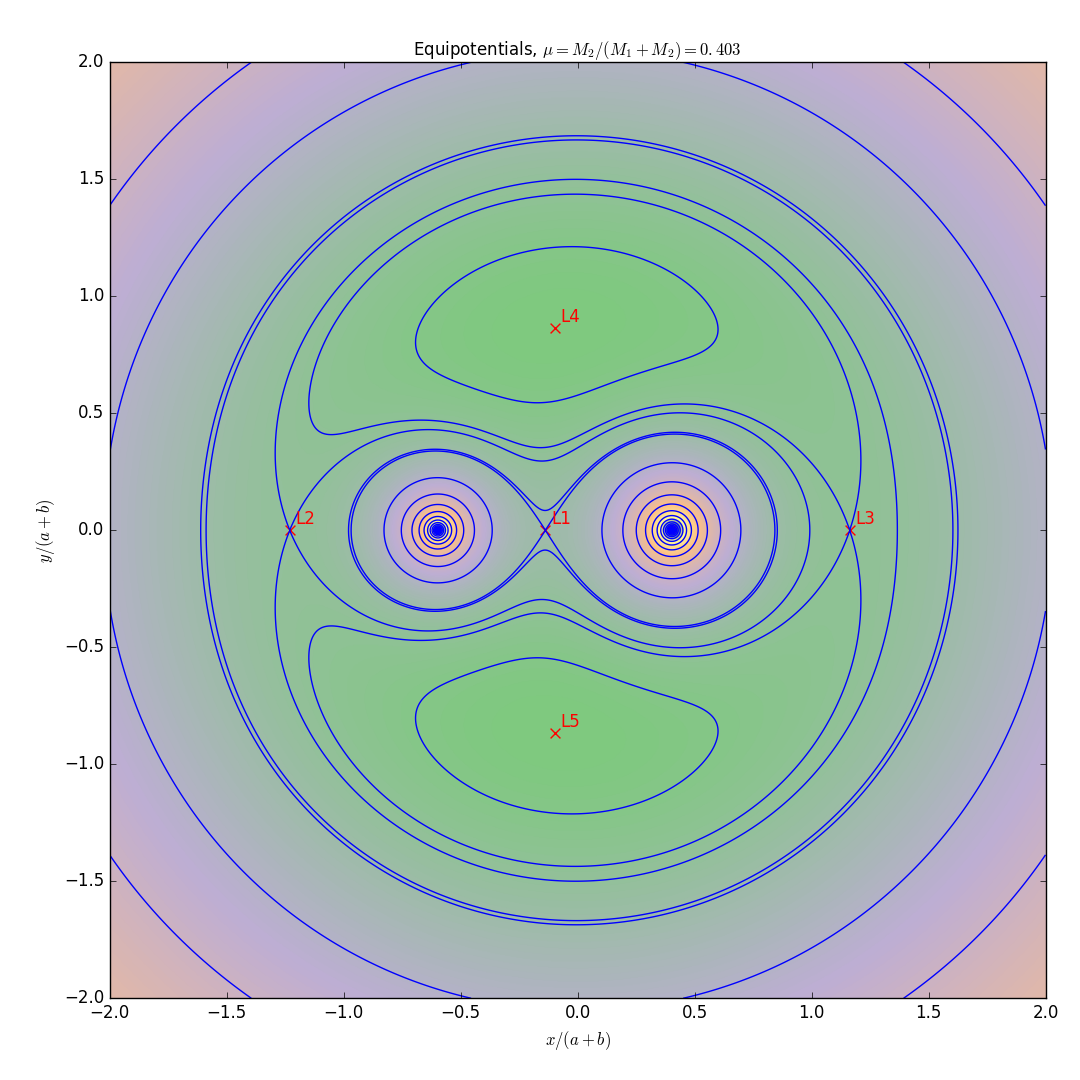 Equipotentials, μ = M₂/(M₁ + M₂) = 0.403
2.0
1.5
1.0
0.5
0.0
−0.5
−1.0
−1.5
−2.0
y/(a + b)
L4
L2
L1
L3
L5
−2.0 −1.5 −1.0 −0.5 0.0 0.5 1.0 1.5 2.0
x/(a + b)